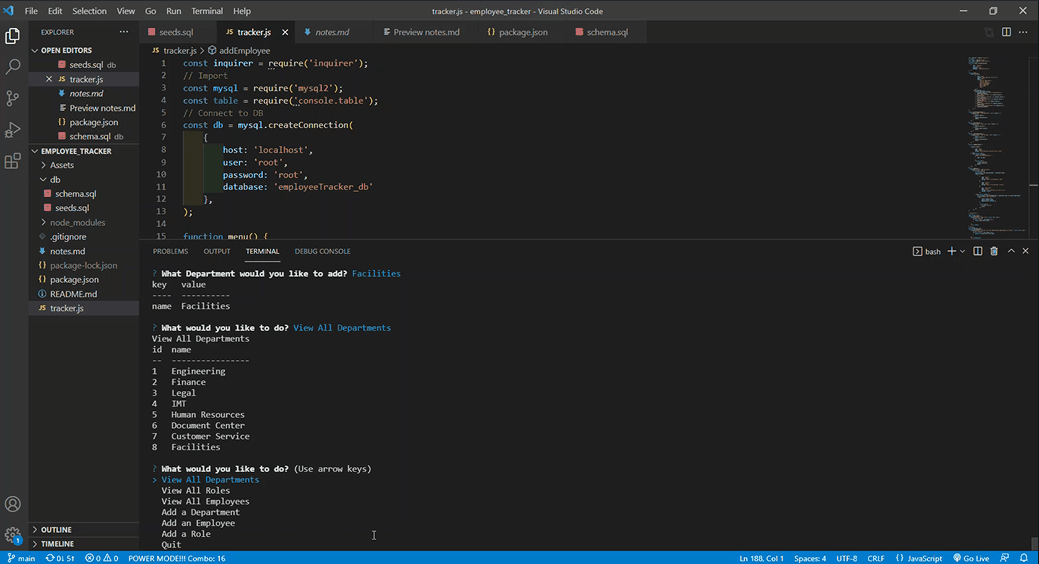 File Edit Selection View Go Run Terminal Help
tracker.js - employee_tracker - Visual Studio Code
EXPLORER
OPEN EDITORS
seeds.sql db
tracker.js
notes.md
Preview notes.md
package.json
schema.sql db
EMPLOYEE_TRACKER
Assets
db
schema.sql
seeds.sql
node_modules
.gitignore
notes.md
package-lock.json
package.json
README.md
tracker.js
OUTLINE
TIMELINE
seeds.sql
tracker.js
notes.md
Preview notes.md
package.json
schema.sql
tracker.js > addEmployee
1 const inquirer = require('inquirer');
2 // Import
3 const mysql = require('mysql2');
4 const table = require('console.table');
5 // Connect to DB
6 const db = mysql.createConnection(
7 {
8 host: 'localhost',
9 user: 'root',
10 password: 'root',
11 database: 'employeeTracker_db'
12 },
13 );
14
15 function menu() {
PROBLEMS OUTPUT TERMINAL DEBUG CONSOLE
bash
? What Department would you like to add? Facilities
key value
---- ----------
name Facilities
? What would you like to do? View All Departments
View All Departments
id name
-- ----------------
1 Engineering
2 Finance
3 Legal
4 IMT
5 Human Resources
6 Document Center
7 Customer Service
8 Facilities
? What would you like to do? (Use arrow keys)
> View All Departments
View All Roles
View All Employees
Add a Department
Add an Employee
Add a Role
Quit
main 0↓ 5↑ 0 0 POWER MODE!!! Combo: 16
Ln 188, Col 1 Spaces: 4 UTF-8 CRLF {} JavaScript Go Live